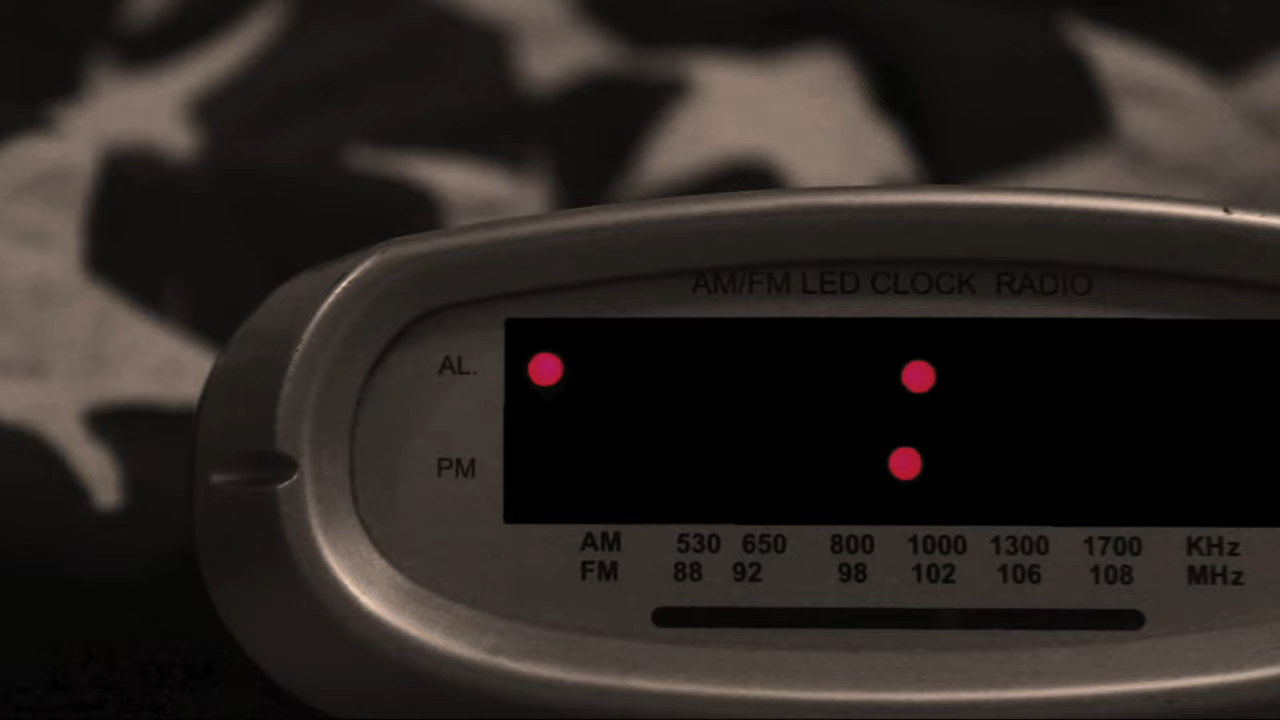 AM/FM LED CLOCK RADIO
AL.
PM
AM 530 650 800 1000 1300 1700 KHz
FM 88 92 98 102 106 108 MHz